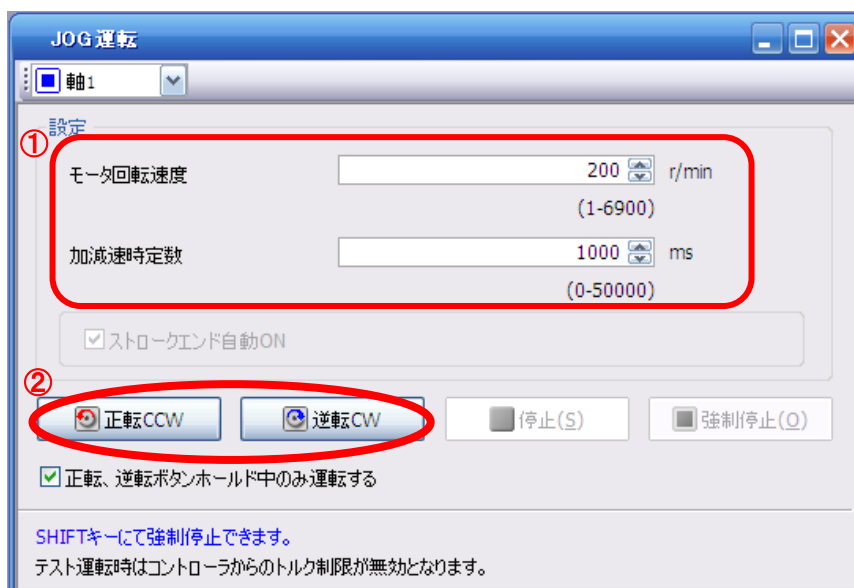 JOG運転
軸1
設定
①
モータ回転速度 200 r/min
(1-6900)
加減速時定数 1000 ms
(0-50000)
ストロークエンド自動ON
②
正転CCW 逆転CW 停止(S) 強制停止(O)
正転、逆転ボタンホールド中のみ運転する
SHIFTキーにて強制停止できます。
テスト運転時はコントローラからのトルク制限が無効となります。